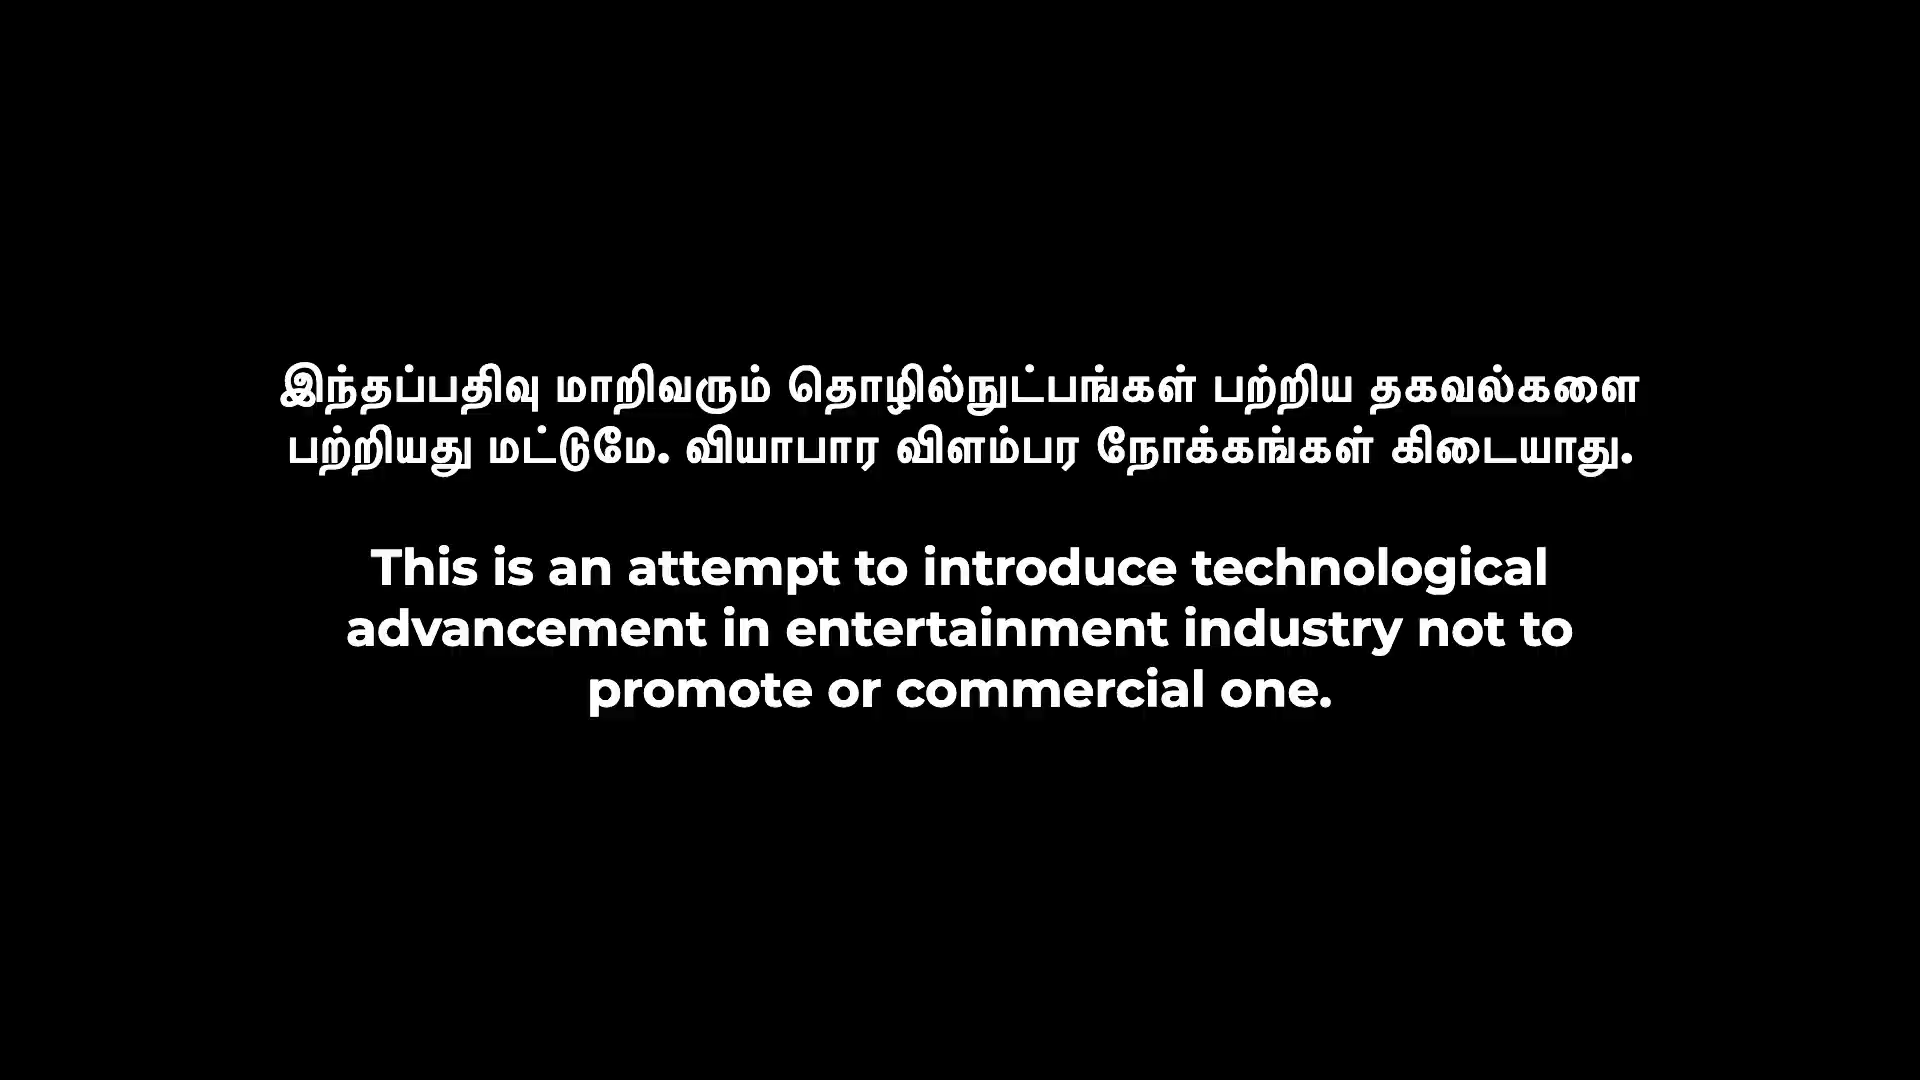 இந்தப்பதிவு மாறிவரும் தொழில்நுட்பங்கள் பற்றிய தகவல்களை
பற்றியது மட்டுமே. வியாபார விளம்பர நோக்கங்கள் கிடையாது.
This is an attempt to introduce technological
advancement in entertainment industry not to
promote or commercial one.